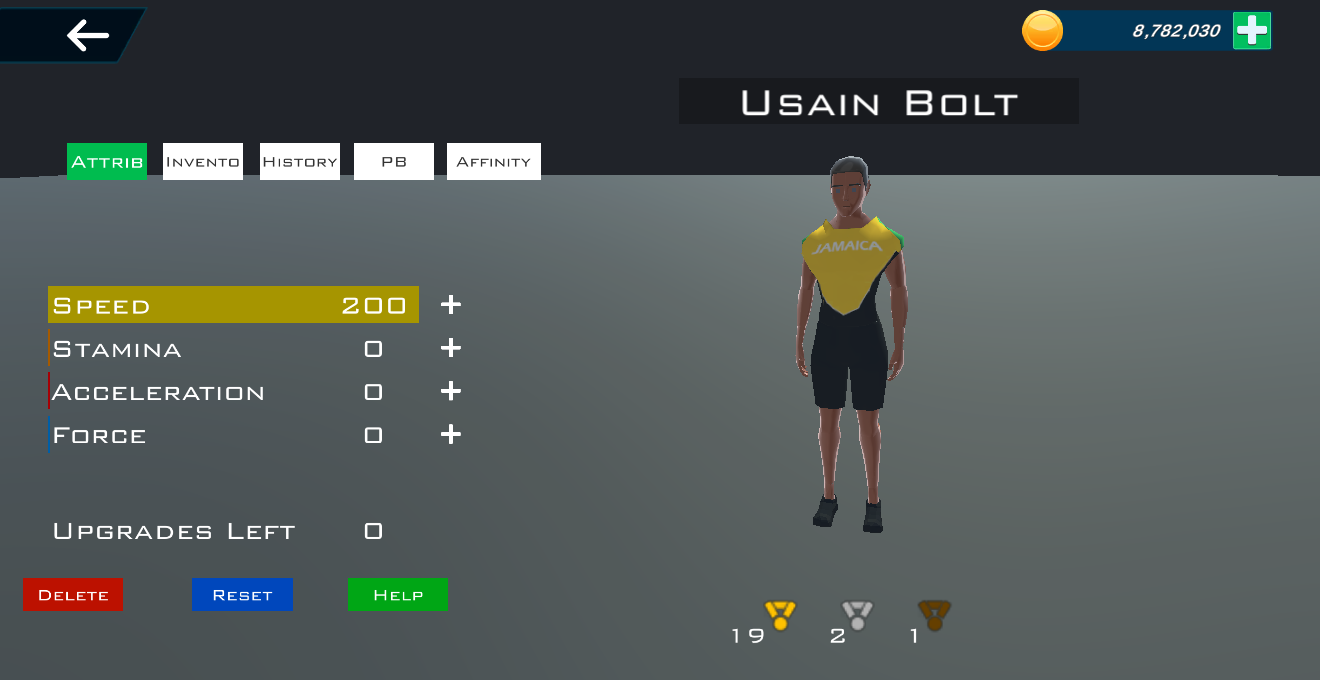 8,782,030
Usain Bolt
Attrib Invento History PB Affinity
JAMAICA
Speed 200 +
Stamina 0 +
Acceleration 0 +
Force 0 +
Upgrades Left 0
Delete Reset Help
19 2 1